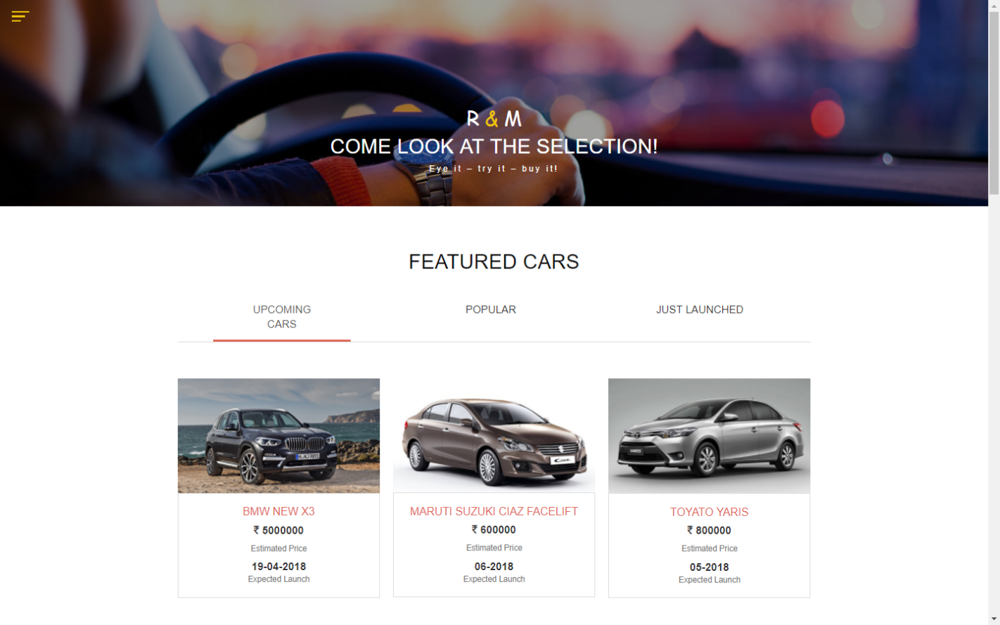 R & M
COME LOOK AT THE SELECTION!
Eye it – try it – buy it!
FEATURED CARS
UPCOMING
CARS
POPULAR
JUST LAUNCHED
Ciaz
YARIS
BMW NEW X3
MARUTI SUZUKI CIAZ FACELIFT
TOYATO YARIS
₹ 5000000
₹ 600000
₹ 800000
Estimated Price
Estimated Price
Estimated Price
19-04-2018
06-2018
05-2018
Expected Launch
Expected Launch
Expected Launch